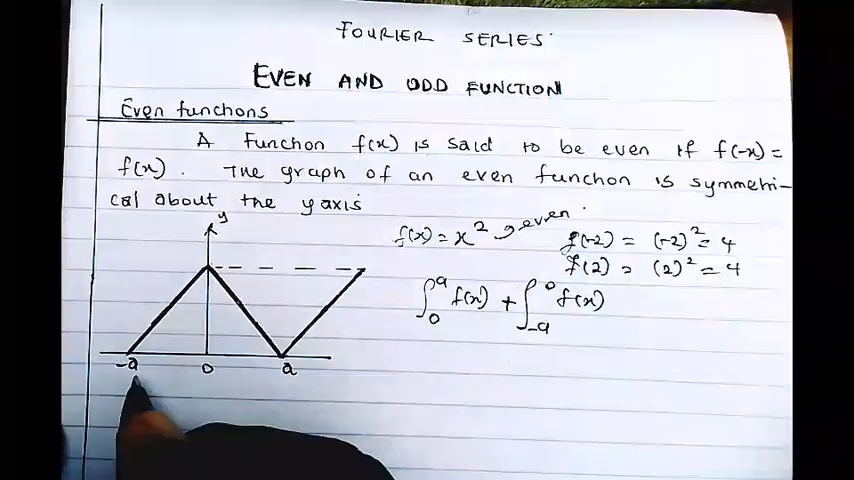 FOURIER SERIES
EVEN AND ODD FUNCTION
Even functions
A Function f(x) is said to be even if f(-x) =
f(x). The graph of an even function is symmetri-
cal about the y axis
y
f(x) = x² → even.
f(-2) = (-2)² = 4
f(2) = (2)² = 4
∫₀ᵃ f(x) + ∫₋ₐ⁰ f(x)
-a 0 a